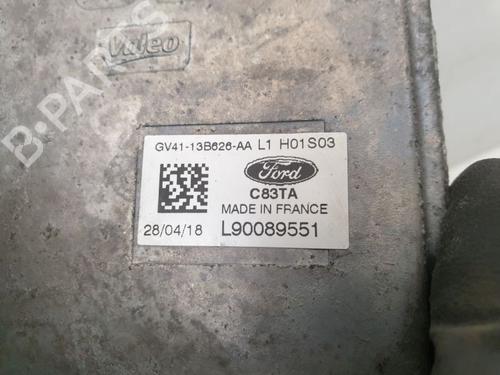 Valeo
B-PARTS
GV41-13B626-AA L1 H01S03
Ford
C83TA
MADE IN FRANCE
28/04/18 L90089551